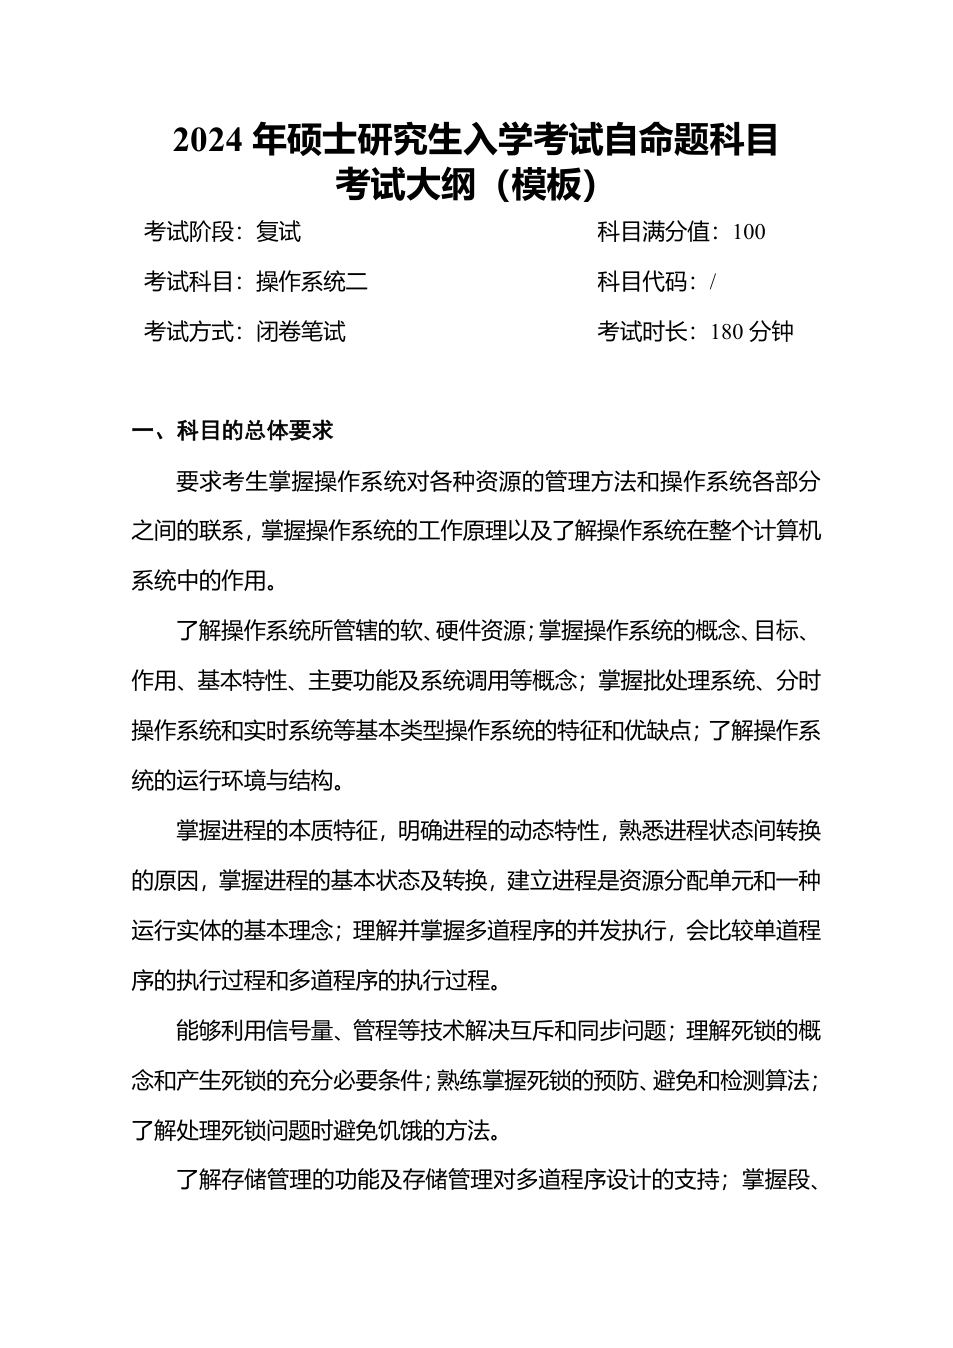 2024 年硕士研究生入学考试自命题科目
考试大纲（模板）
考试阶段：复试 科目满分值：100
考试科目：操作系统二 科目代码：/
考试方式：闭卷笔试 考试时长：180 分钟
一、科目的总体要求
要求考生掌握操作系统对各种资源的管理方法和操作系统各部分
之间的联系，掌握操作系统的工作原理以及了解操作系统在整个计算机
系统中的作用。
了解操作系统所管辖的软、硬件资源；掌握操作系统的概念、目标、
作用、基本特性、主要功能及系统调用等概念；掌握批处理系统、分时
操作系统和实时系统等基本类型操作系统的特征和优缺点；了解操作系
统的运行环境与结构。
掌握进程的本质特征，明确进程的动态特性，熟悉进程状态间转换
的原因，掌握进程的基本状态及转换，建立进程是资源分配单元和一种
运行实体的基本理念；理解并掌握多道程序的并发执行，会比较单道程
序的执行过程和多道程序的执行过程。
能够利用信号量、管程等技术解决互斥和同步问题；理解死锁的概
念和产生死锁的充分必要条件；熟练掌握死锁的预防、避免和检测算法；
了解处理死锁问题时避免饥饿的方法。
了解存储管理的功能及存储管理对多道程序设计的支持；掌握段、